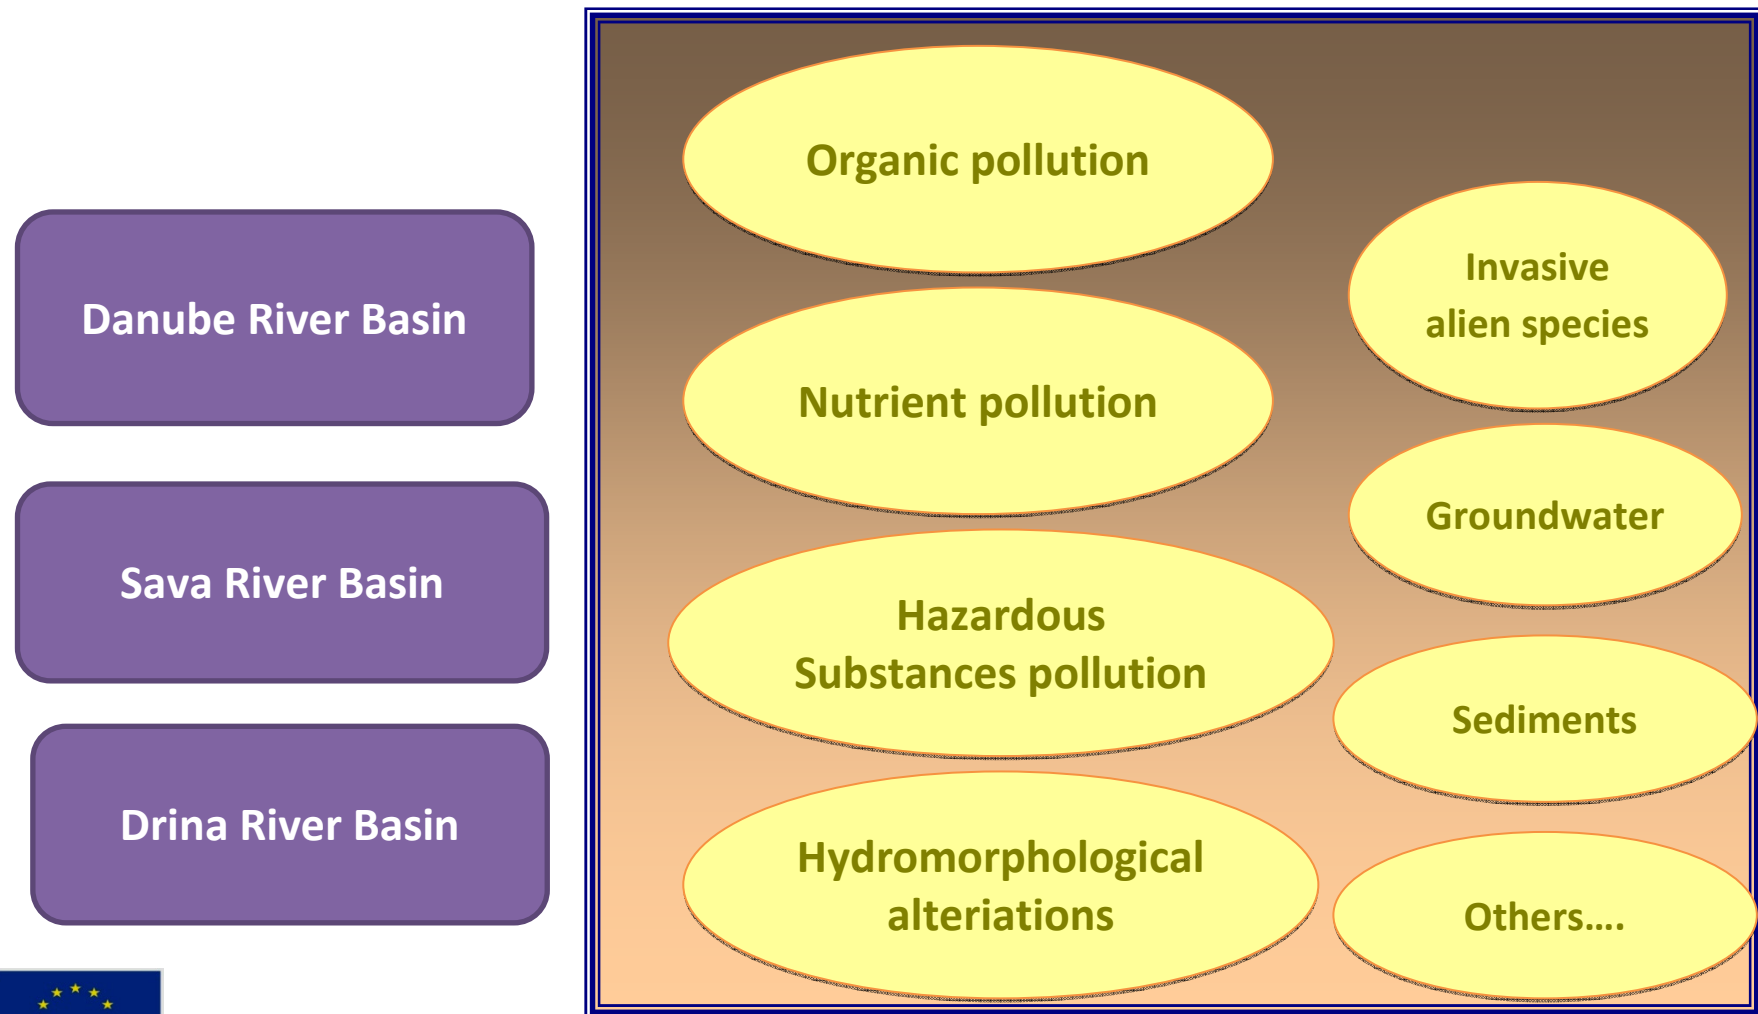 Danube River Basin
Sava River Basin
Drina River Basin
Organic pollution
Nutrient pollution
Hazardous
Substances pollution
Hydromorphological
alteriations
Invasive
alien species
Groundwater
Sediments
Others....